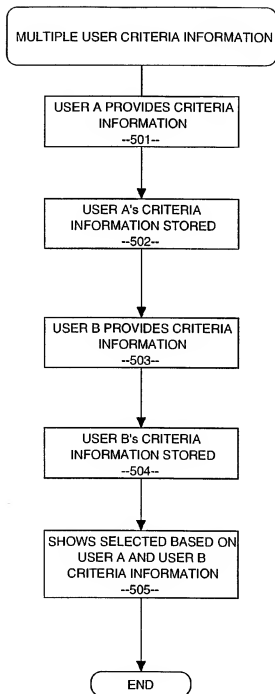 MULTIPLE USER CRITERIA INFORMATION
USER A PROVIDES CRITERIA
INFORMATION
--501--
USER A's CRITERIA
INFORMATION STORED
--502--
USER B PROVIDES CRITERIA
INFORMATION
--503--
USER B's CRITERIA
INFORMATION STORED
--504--
SHOWS SELECTED BASED ON
USER A AND USER B
CRITERIA INFORMATION
--505--
END